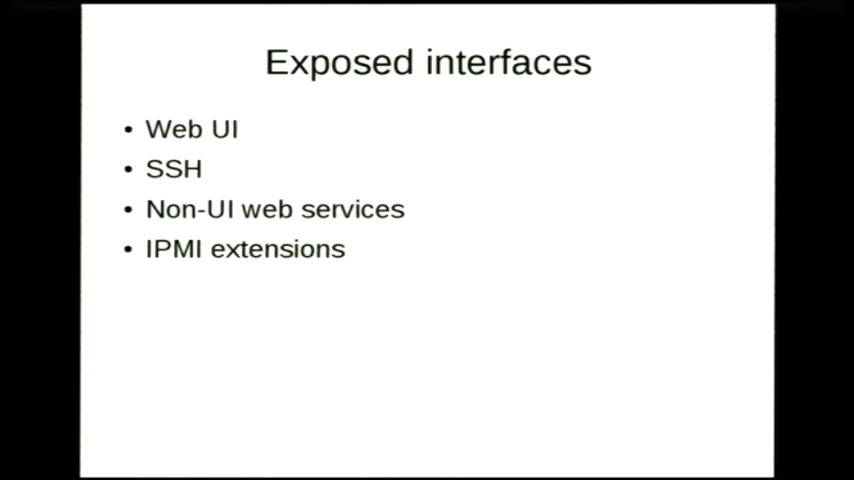 Exposed interfaces
• Web UI
• SSH
• Non-UI web services
• IPMI extensions